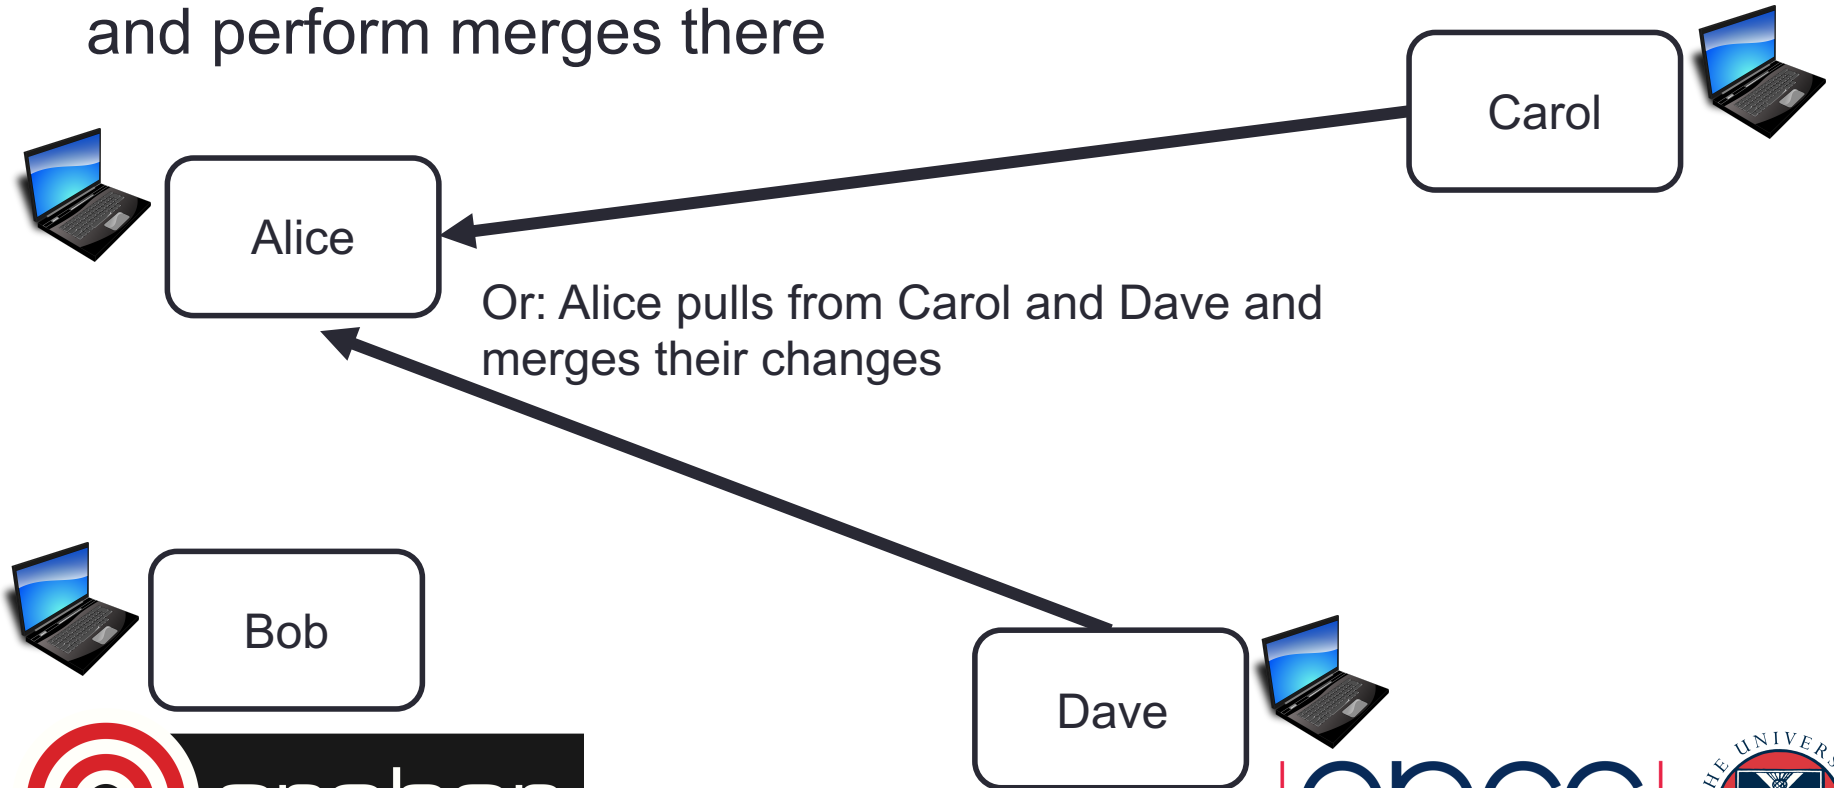 and perform merges there
Carol
Alice
Or: Alice pulls from Carol and Dave and
merges their changes
Bob
Dave
epcc